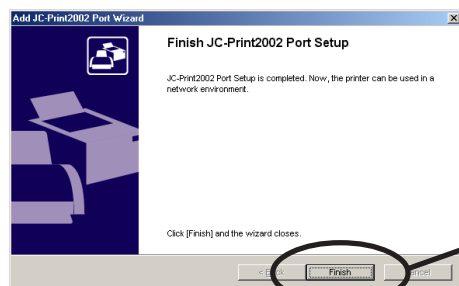 Add JC-Print2002 Port Wizard
Finish JC-Print2002 Port Setup
JC-Print2002 Port Setup is completed. Now, the printer can be used in a
network environment.
Click [Finish] and the wizard closes.
Finish